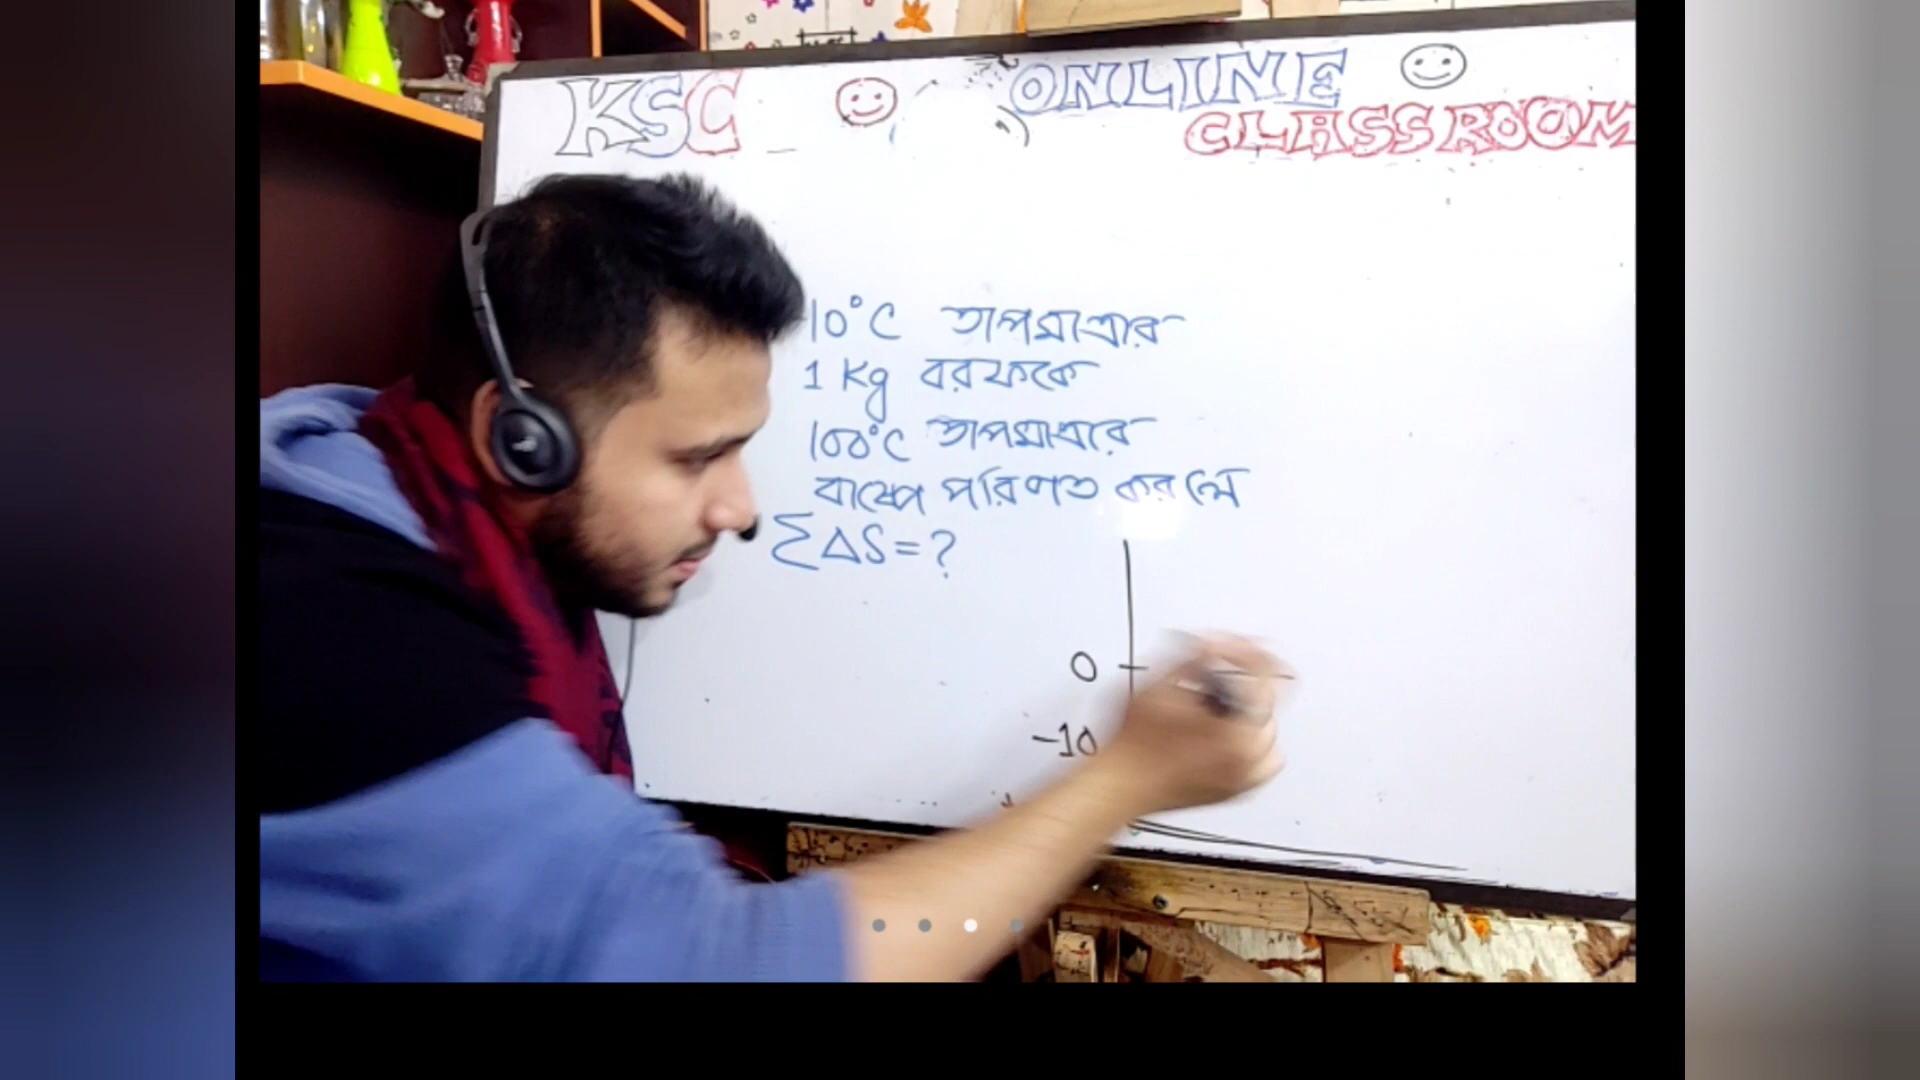 KSC ONLINE
CLASSROOM
10°C তাপমাত্রার
1 Kg বরফকে
100°C তাপমাত্রার
বাষ্পে পরিণত করলে
ΣΔS=?
0
-10